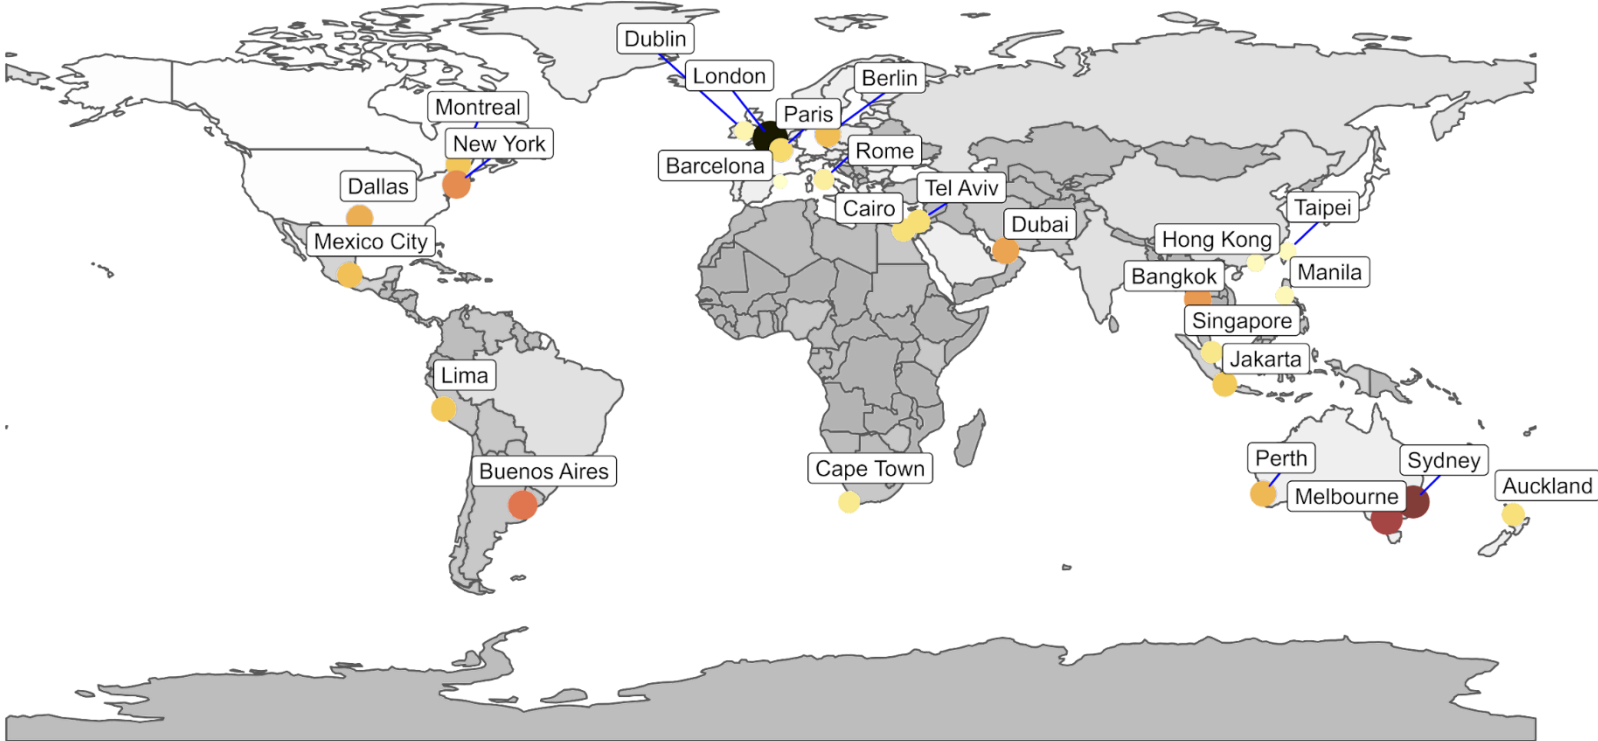 Dublin
London
Berlin
Montreal
Paris
New York
Rome
Barcelona
Dallas
Tel Aviv
Cairo
Taipei
Dubai
Mexico City
Hong Kong
Bangkok
Manila
Singapore
Jakarta
Lima
Perth
Sydney
Buenos Aires
Cape Town
Auckland
Melbourne